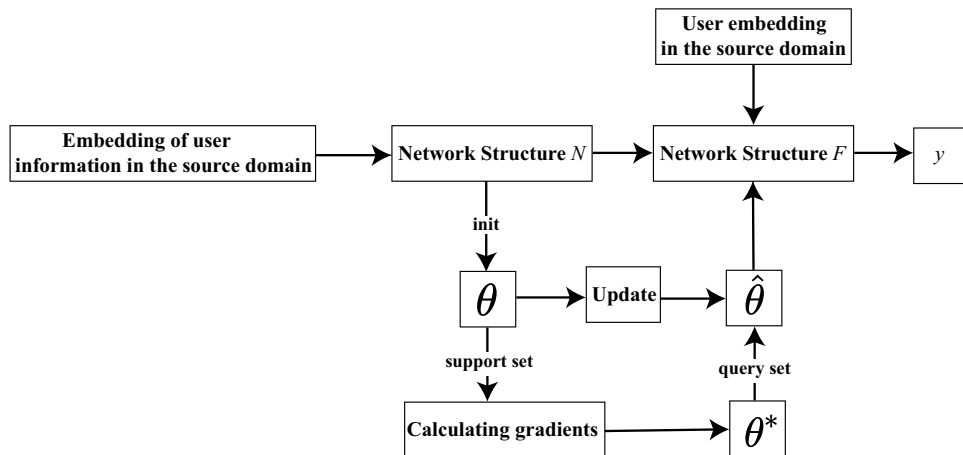 User embedding
in the source domain
Embedding of user
information in the source domain
Network Structure N
Network Structure F
y
init
θ
Update
θ̂
support set
query set
Calculating gradients
θ*